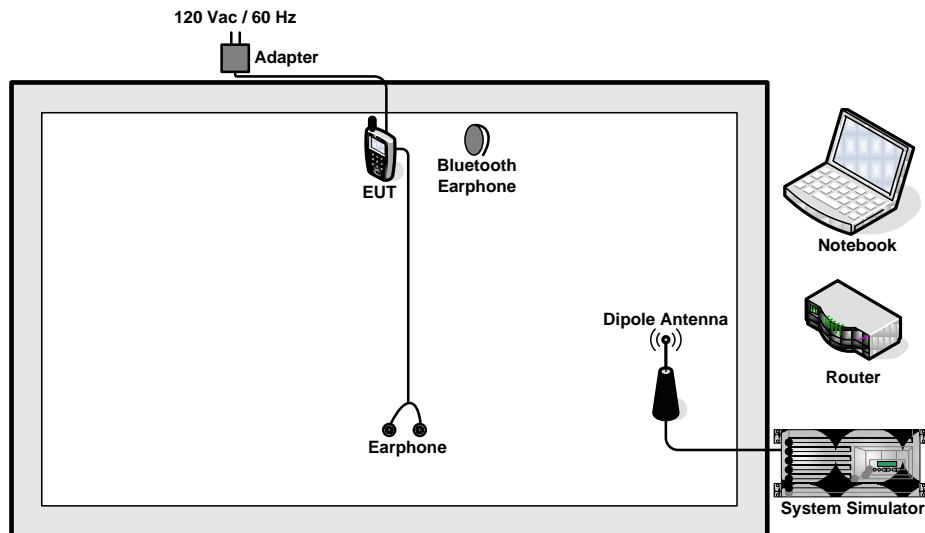 120 Vac / 60 Hz
Adapter
EUT
Bluetooth
Earphone
Notebook
Dipole Antenna
Router
Earphone
System Simulator